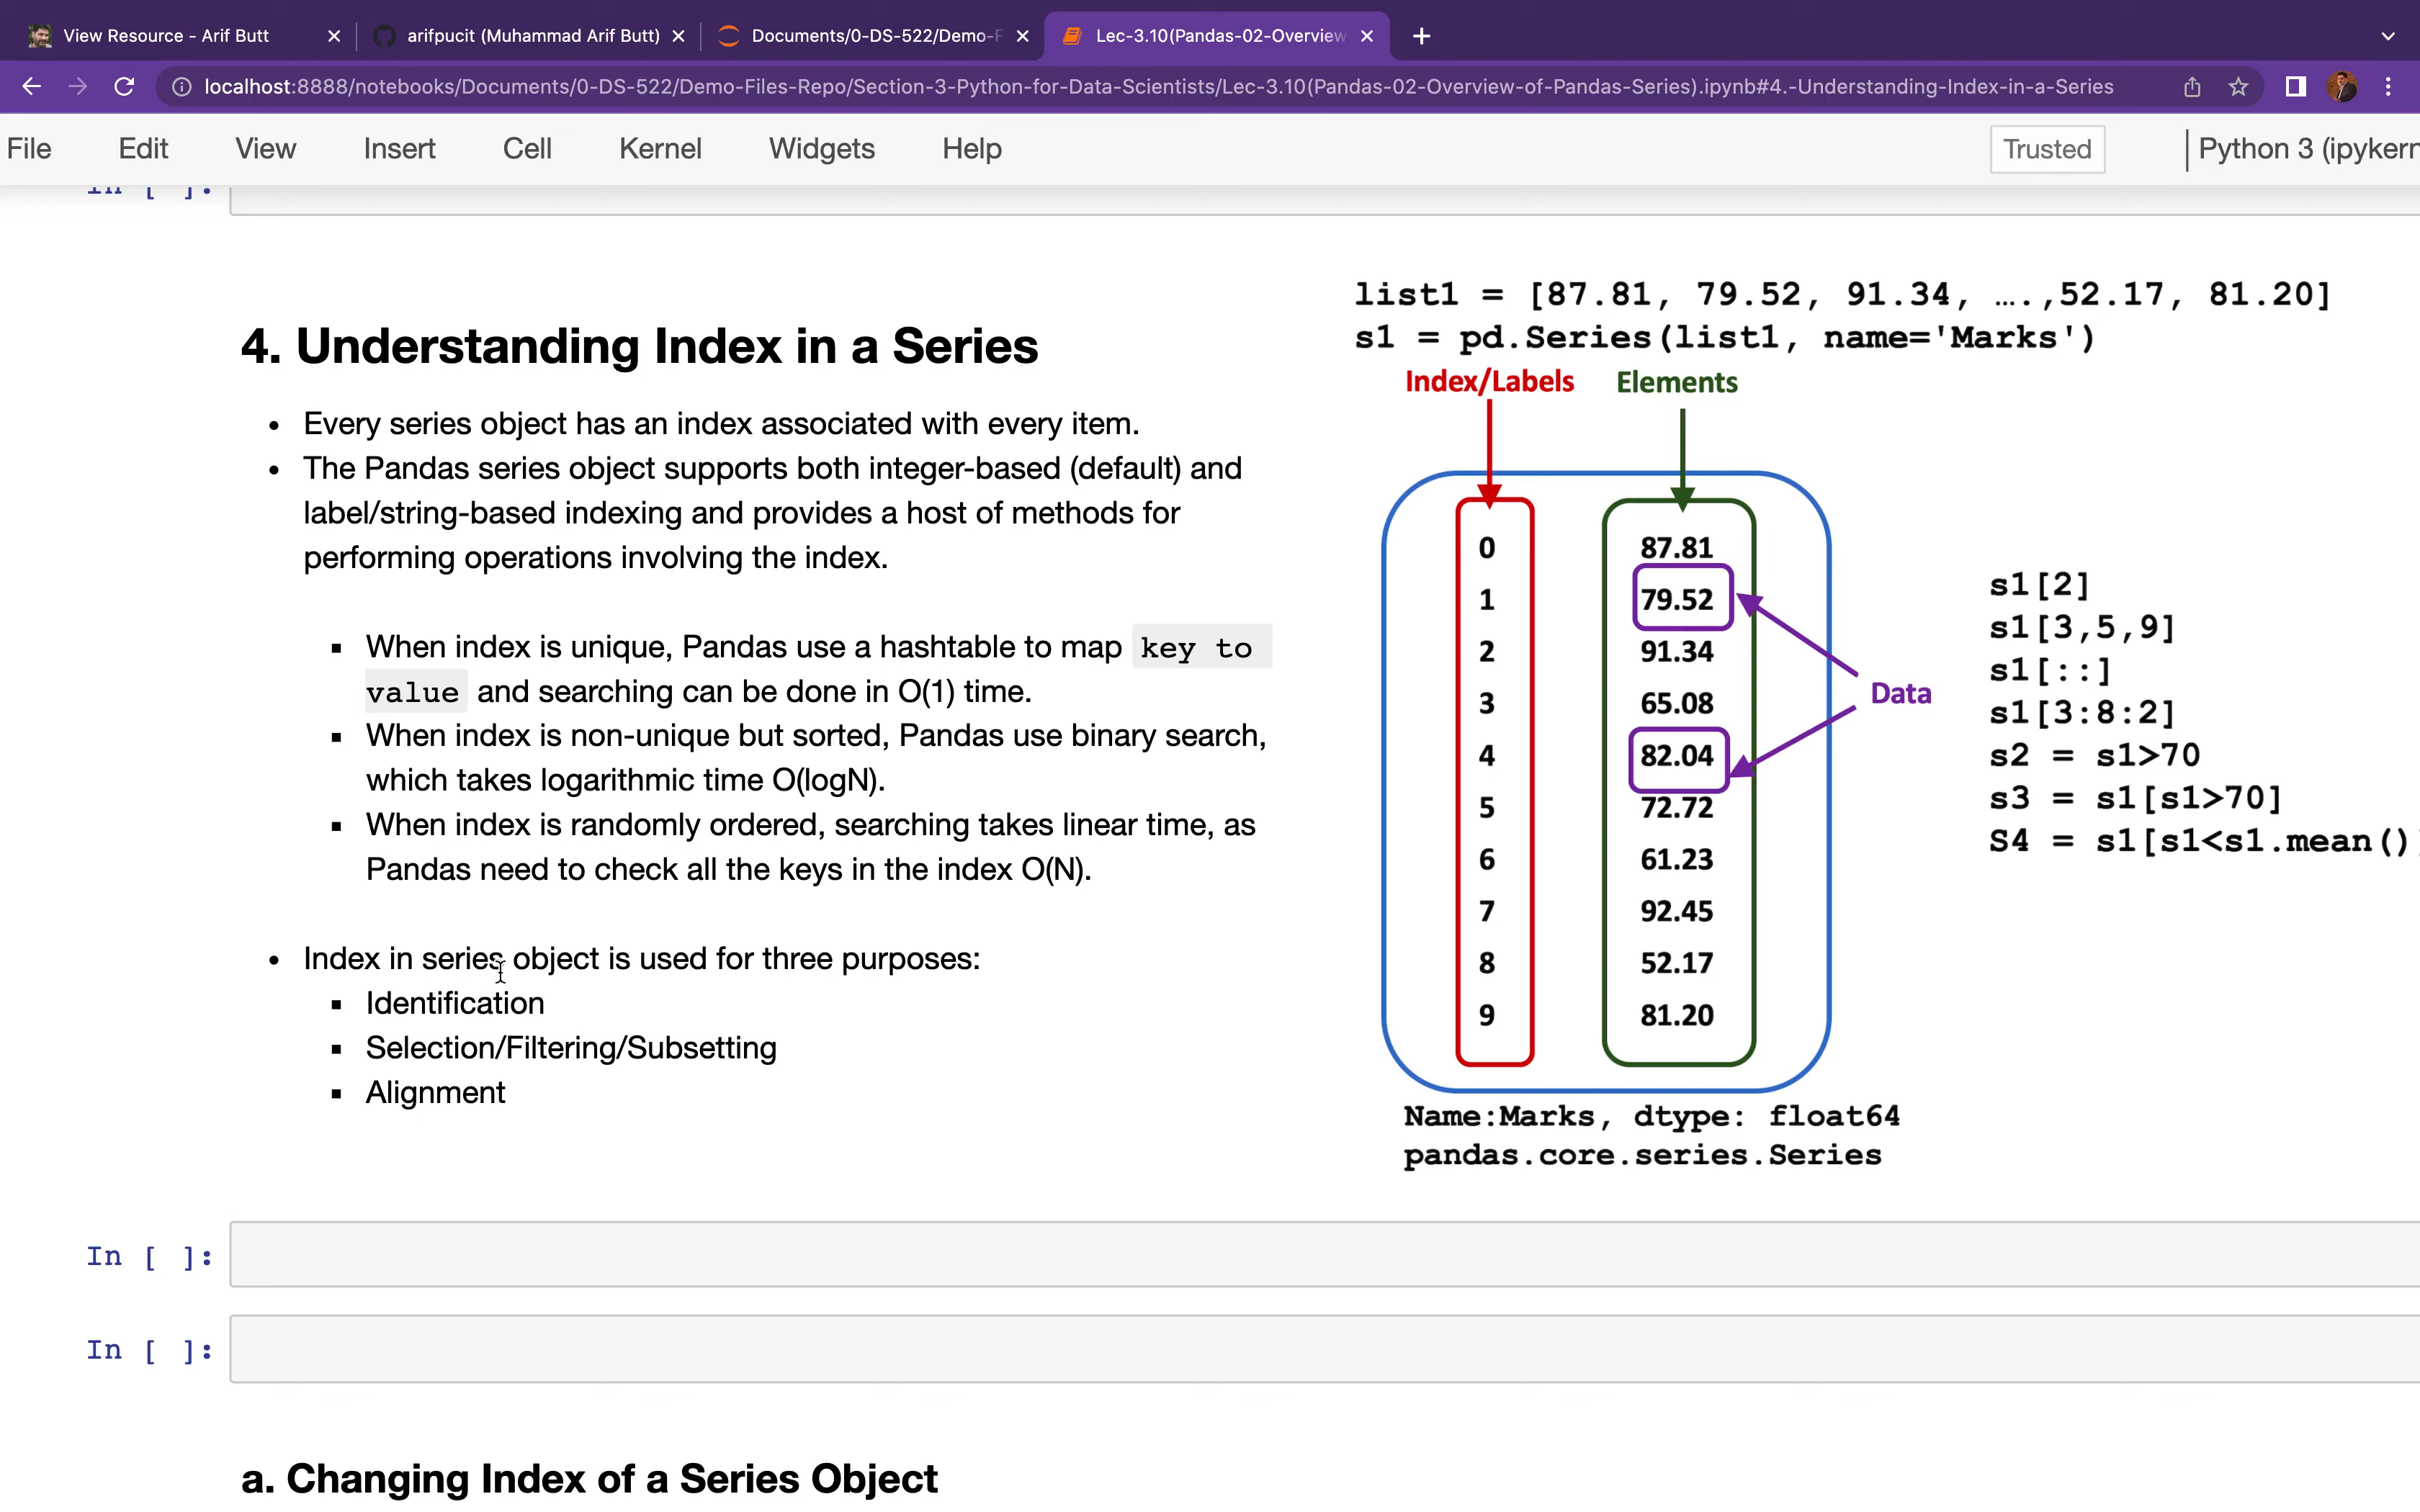 View Resource - Arif Butt
arifpucit (Muhammad Arif Butt)
Documents/0-DS-522/Demo-F
Lec-3.10(Pandas-02-Overview
localhost:8888/notebooks/Documents/0-DS-522/Demo-Files-Repo/Section-3-Python-for-Data-Scientists/Lec-3.10(Pandas-02-Overview-of-Pandas-Series).ipynb#4.-Understanding-Index-in-a-Series
File Edit View Insert Cell Kernel Widgets Help Trusted Python 3 (ipykern
In [ ]:
4. Understanding Index in a Series
• Every series object has an index associated with every item.
• The Pandas series object supports both integer-based (default) and
label/string-based indexing and provides a host of methods for
performing operations involving the index.
▪ When index is unique, Pandas use a hashtable to map key to
value and searching can be done in O(1) time.
▪ When index is non-unique but sorted, Pandas use binary search,
which takes logarithmic time O(logN).
▪ When index is randomly ordered, searching takes linear time, as
Pandas need to check all the keys in the index O(N).
• Index in series object is used for three purposes:
▪ Identification
▪ Selection/Filtering/Subsetting
▪ Alignment
list1 = [87.81, 79.52, 91.34, ….,52.17, 81.20]
s1 = pd.Series(list1, name='Marks')
Index/Labels Elements
0 87.81
1 79.52
2 91.34
3 65.08
4 82.04
5 72.72
6 61.23
7 92.45
8 52.17
9 81.20
Data
s1[2]
s1[3,5,9]
s1[::]
s1[3:8:2]
s2 = s1>70
s3 = s1[s1>70]
S4 = s1[s1<s1.mean()
Name:Marks, dtype: float64
pandas.core.series.Series
In [ ]:
In [ ]:
a. Changing Index of a Series Object